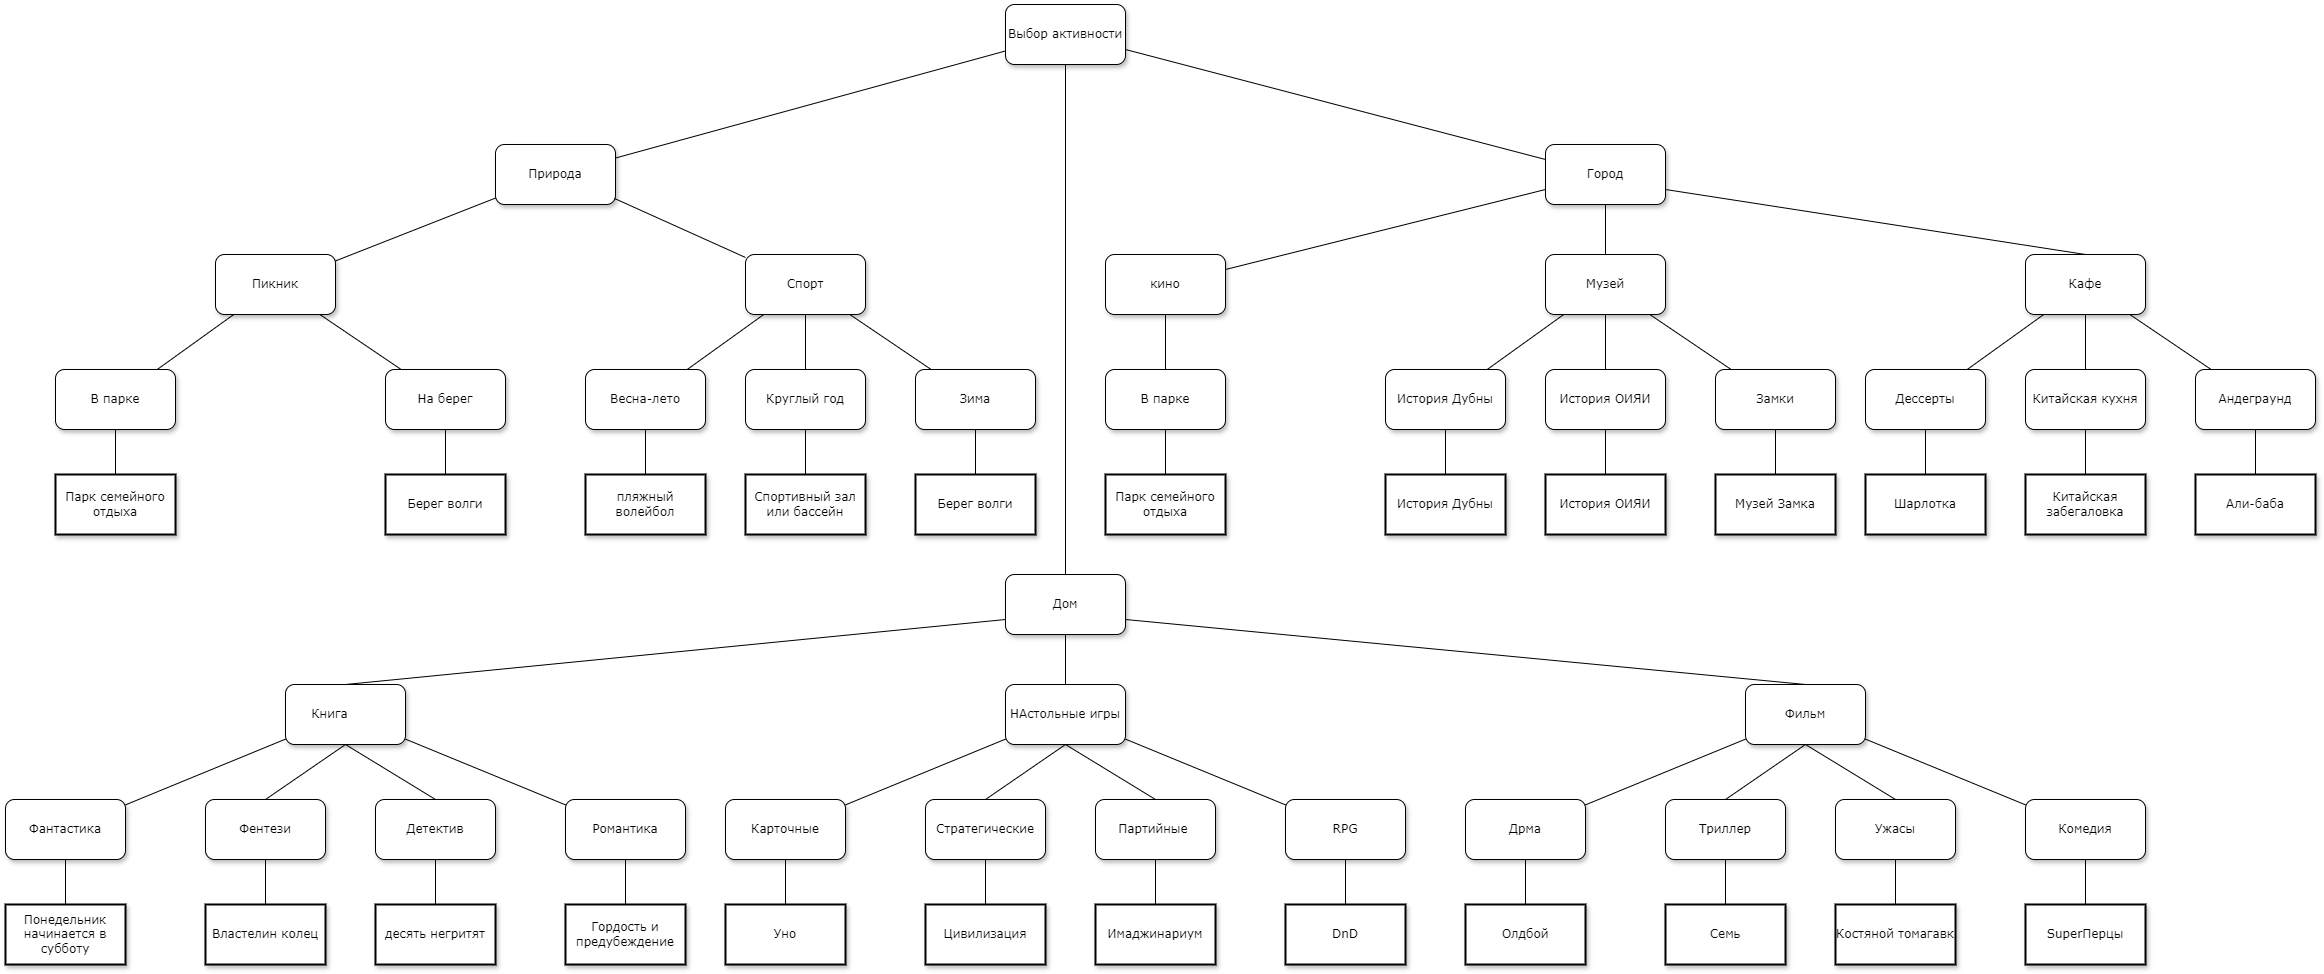 Выбор активности
Природа
Город
Пикник
Спорт
кино
Музей
Кафе
В парке
На берег
Весна-лето
Круглый год
Зима
В парке
История Дубны
История ОИЯИ
Замки
Дессерты
Китайская кухня
Андеграунд
Парк семейного
отдыха
Берег волги
пляжный
волейбол
Спортивный зал
или бассейн
Берег волги
Парк семейного
отдыха
История Дубны
История ОИЯИ
Музей Замка
Шарлотка
Китайская
забегаловка
Али-баба
Дом
Книга
НАстольные игры
Фильм
Фантастика
Фентези
Детектив
Романтика
Карточные
Стратегические
Партийные
RPG
Дрма
Триллер
Ужасы
Комедия
Понедельник
начинается в
субботу
Властелин колец
десять негритят
Гордость и
предубеждение
Уно
Цивилизация
Имаджинариум
DnD
Олдбой
Семь
Костяной томагавк
SuperПерцы